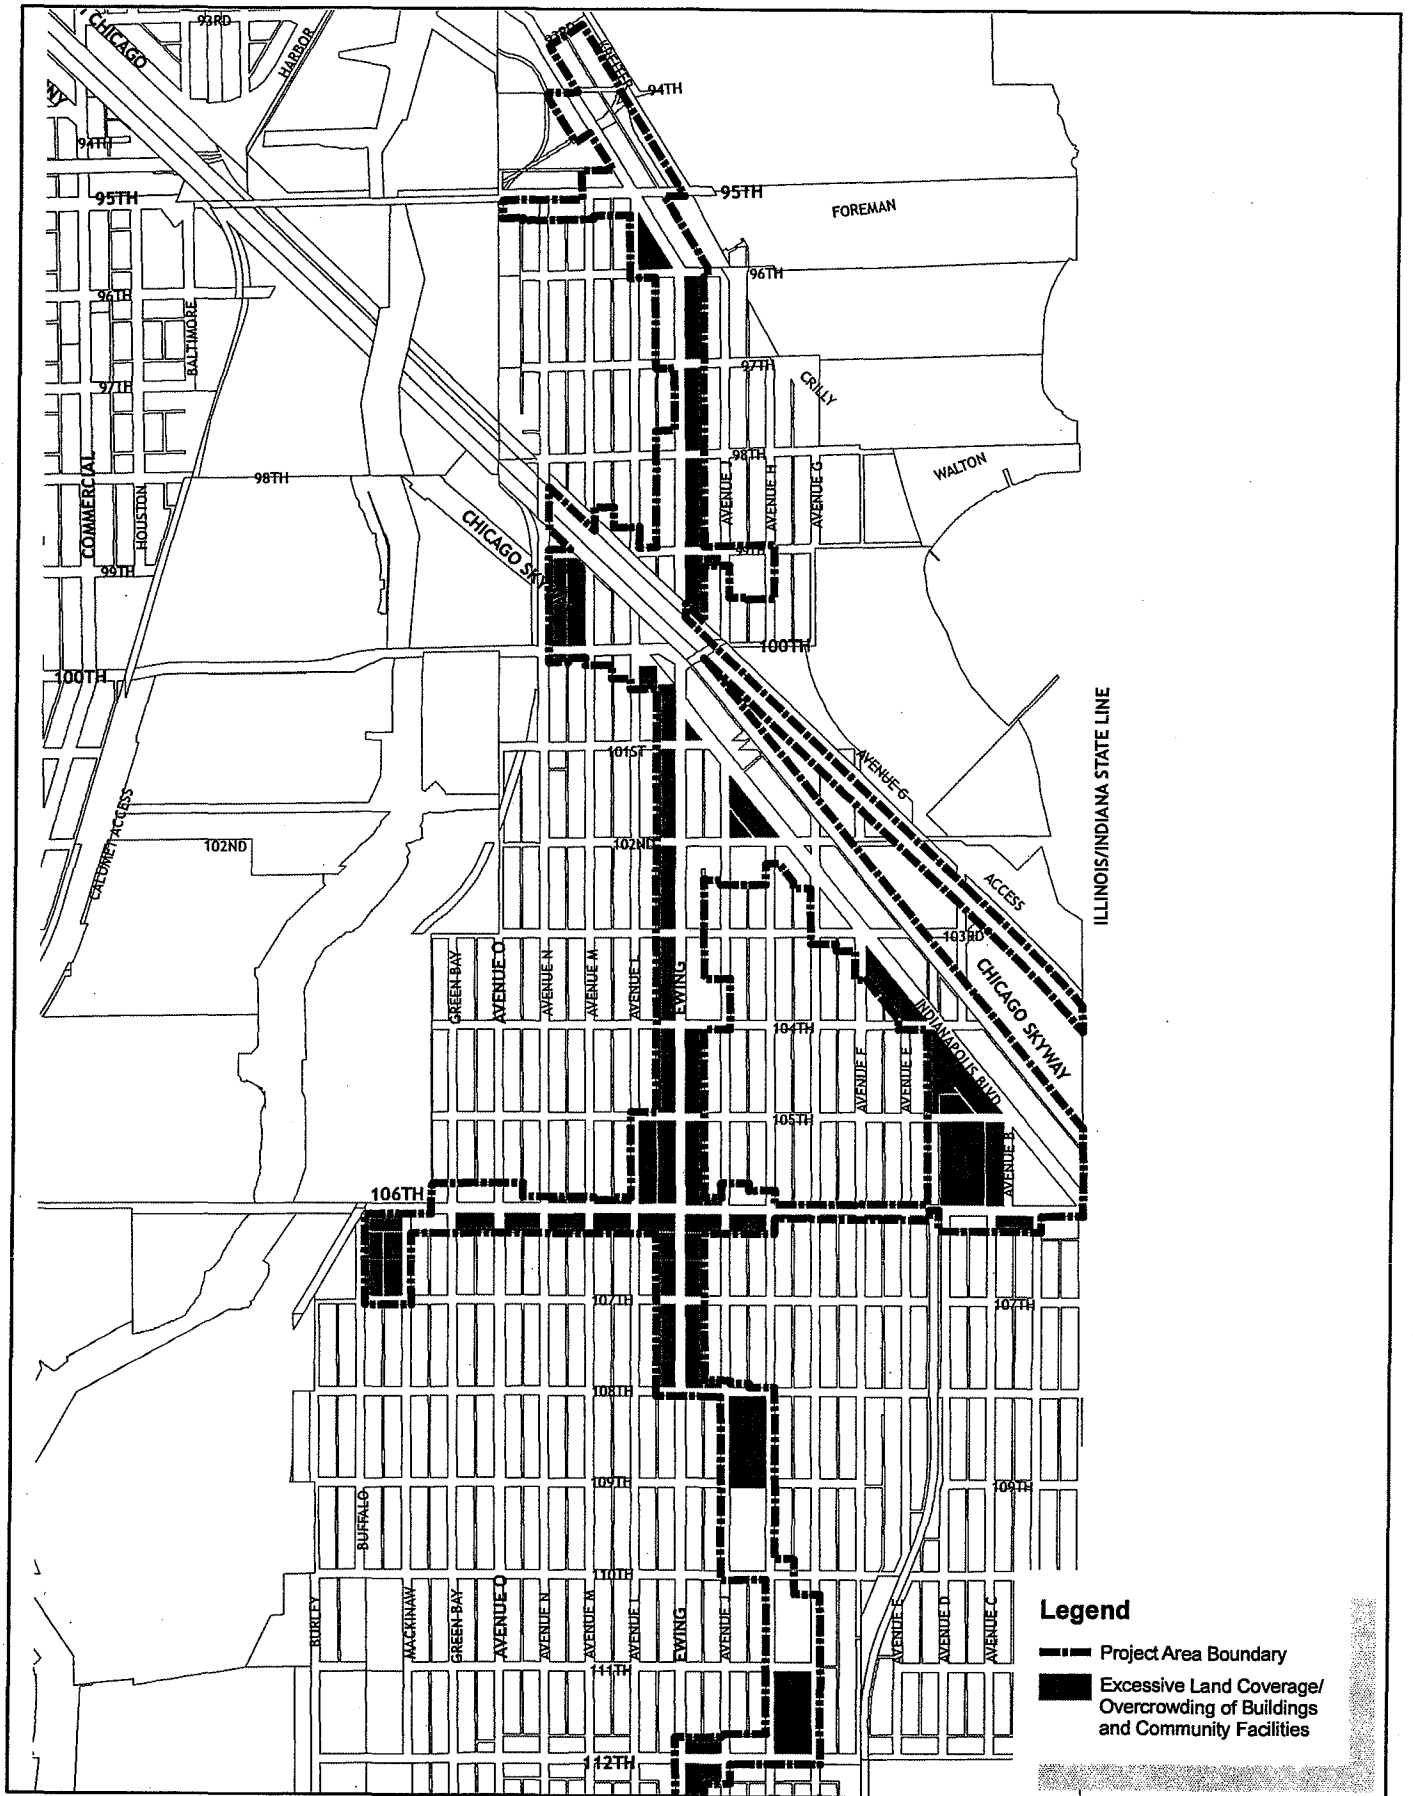 CHICAGO
93RD
HARBOR
93RD
KREITER
94TH
WY
94TH
95TH
95TH
FOREMAN
96TH
96TH
BALTIMORE
97TH
97TH
CRILLY
98TH
98TH
WALTON
COMMERCIAL
HOUSTON
AVENUE H
AVENUE G
CHICAGO SKY
99TH
99TH
100TH
100TH
ILLINOIS/INDIANA STATE LINE
101ST
AVENUE G
CALUMET ACCESS
102ND
102ND
ACCESS
103RD
GREEN BAY
AVENUE O
AVENUE N
AVENUE M
AVENUE L
EWING
CHICAGO SKYWAY
104TH
INDIANAPOLIS BLVD
AVENUE F
AVENUE E
105TH
AVENUE B
106TH
107TH
107TH
108TH
109TH
109TH
BUFFALO
110TH
BURLEY
MACKINAW
GREEN BAY
AVENUE O
AVENUE N
AVENUE M
AVENUE L
EWING
AVENUE J
AVENUE E
AVENUE D
AVENUE C
111TH
112TH
Legend
Project Area Boundary
Excessive Land Coverage/
Overcrowding of Buildings
and Community Facilities